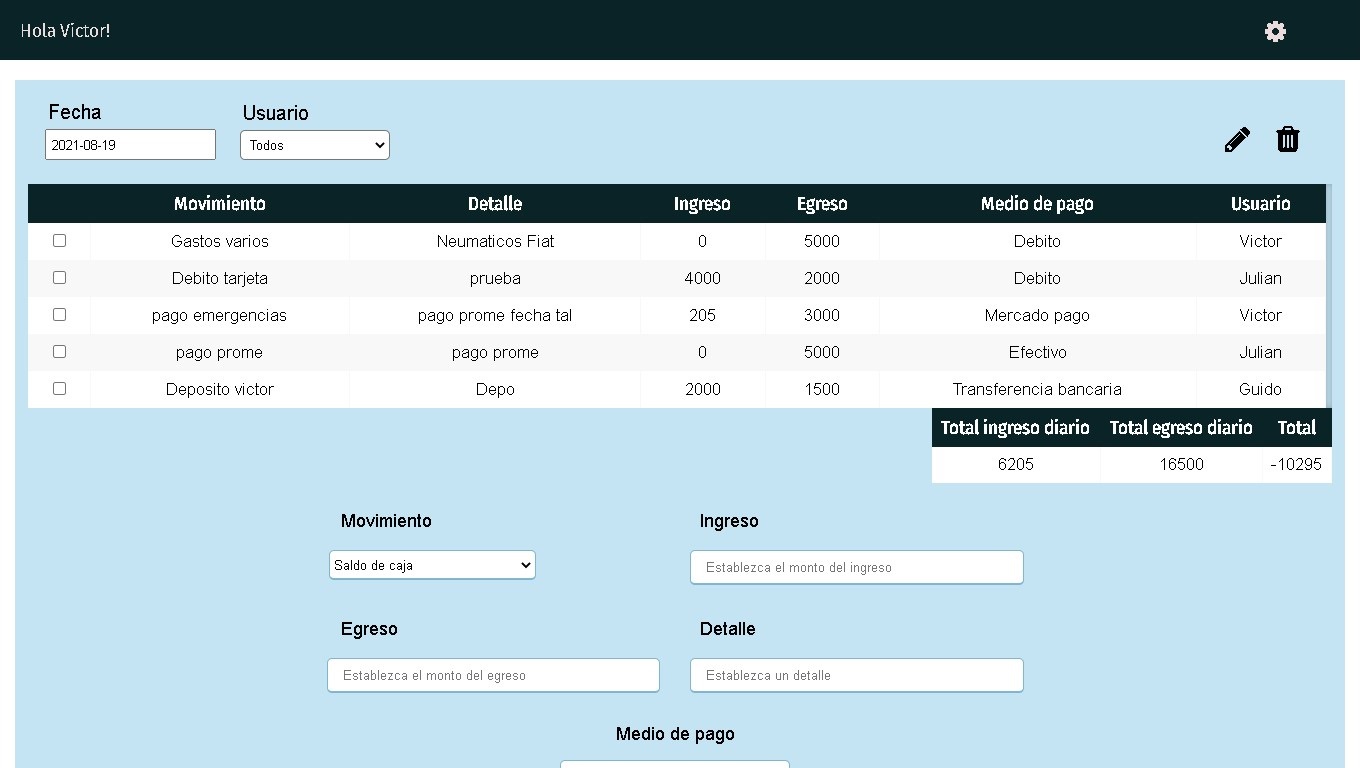 Hola Victor!
Fecha Usuario
2021-08-19 Todos
Movimiento Detalle Ingreso Egreso Medio de pago Usuario
Gastos varios Neumaticos Fiat 0 5000 Debito Victor
Debito tarjeta prueba 4000 2000 Debito Julian
pago emergencias pago prome fecha tal 205 3000 Mercado pago Victor
pago prome pago prome 0 5000 Efectivo Julian
Deposito victor Depo 2000 1500 Transferencia bancaria Guido
Total ingreso diario Total egreso diario Total
6205 16500 -10295
Movimiento Ingreso
Saldo de caja Establezca el monto del ingreso
Egreso Detalle
Establezca el monto del egreso Establezca un detalle
Medio de pago